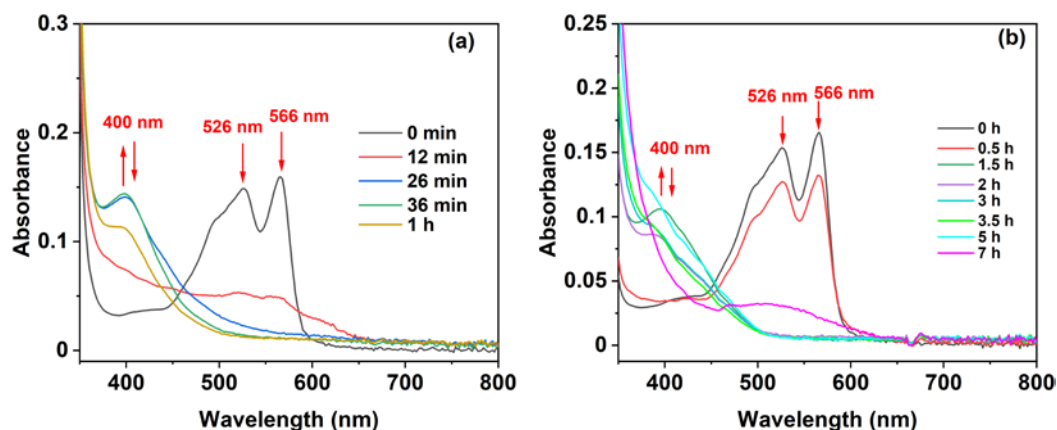 (a)
0.3
0.2
0.1
0
Absorbance
400 nm
526 nm
566 nm
0 min
12 min
26 min
36 min
1 h
400 500 600 700 800
Wavelength (nm)
(b)
0.25
0.2
0.15
0.1
0.05
0
Absorbance
400 nm
526 nm
566 nm
0 h
0.5 h
1.5 h
2 h
3 h
3.5 h
5 h
7 h
400 500 600 700 800
Wavelength (nm)